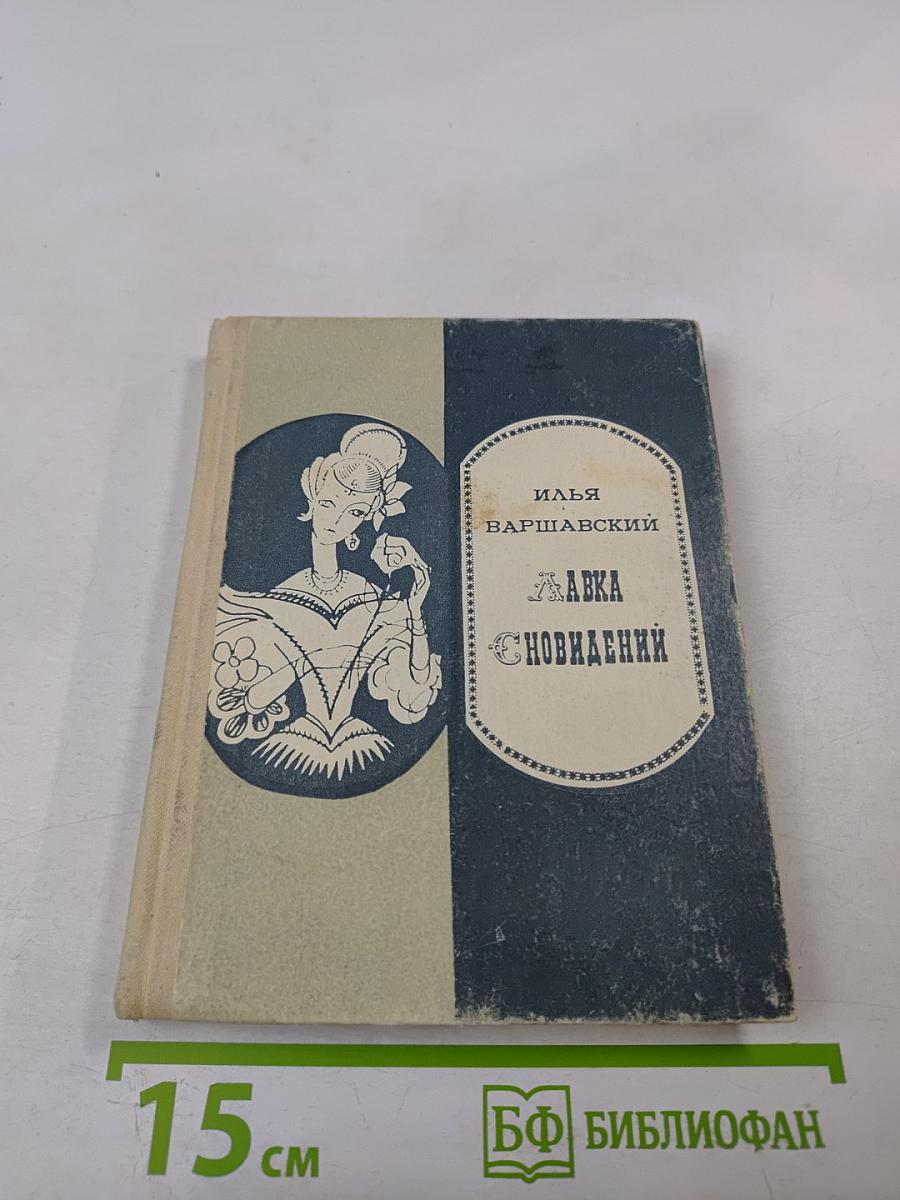 ИЛЬЯ
ВАРШАВСКИЙ
ЛАВКА
СНОВИДЕНИЙ
15 см
БФ БИБЛИОФАН